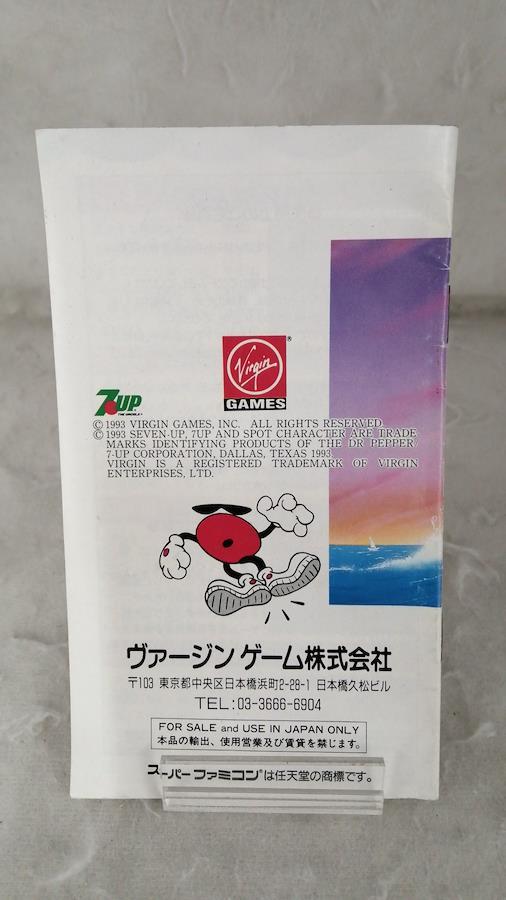 Virgin
GAMES
7UP
THE UNCOLA
©1993 VIRGIN GAMES, INC. ALL RIGHTS RESERVED.
©1993 SEVEN-UP, 7UP AND SPOT CHARACTER ARE TRADE
MARKS IDENTIFYING PRODUCTS OF THE DR PEPPER/
7-UP CORPORATION, DALLAS, TEXAS 1993.
VIRGIN IS A REGISTERED TRADEMARK OF VIRGIN
ENTERPRISES, LTD.
ヴァージン ゲーム株式会社
〒103 東京都中央区日本橋浜町2-28-1 日本橋久松ビル
TEL:03-3666-6904
FOR SALE and USE IN JAPAN ONLY
本品の輸出、使用営業及び賃貸を禁じます。
スーパーファミコン®は任天堂の商標です。